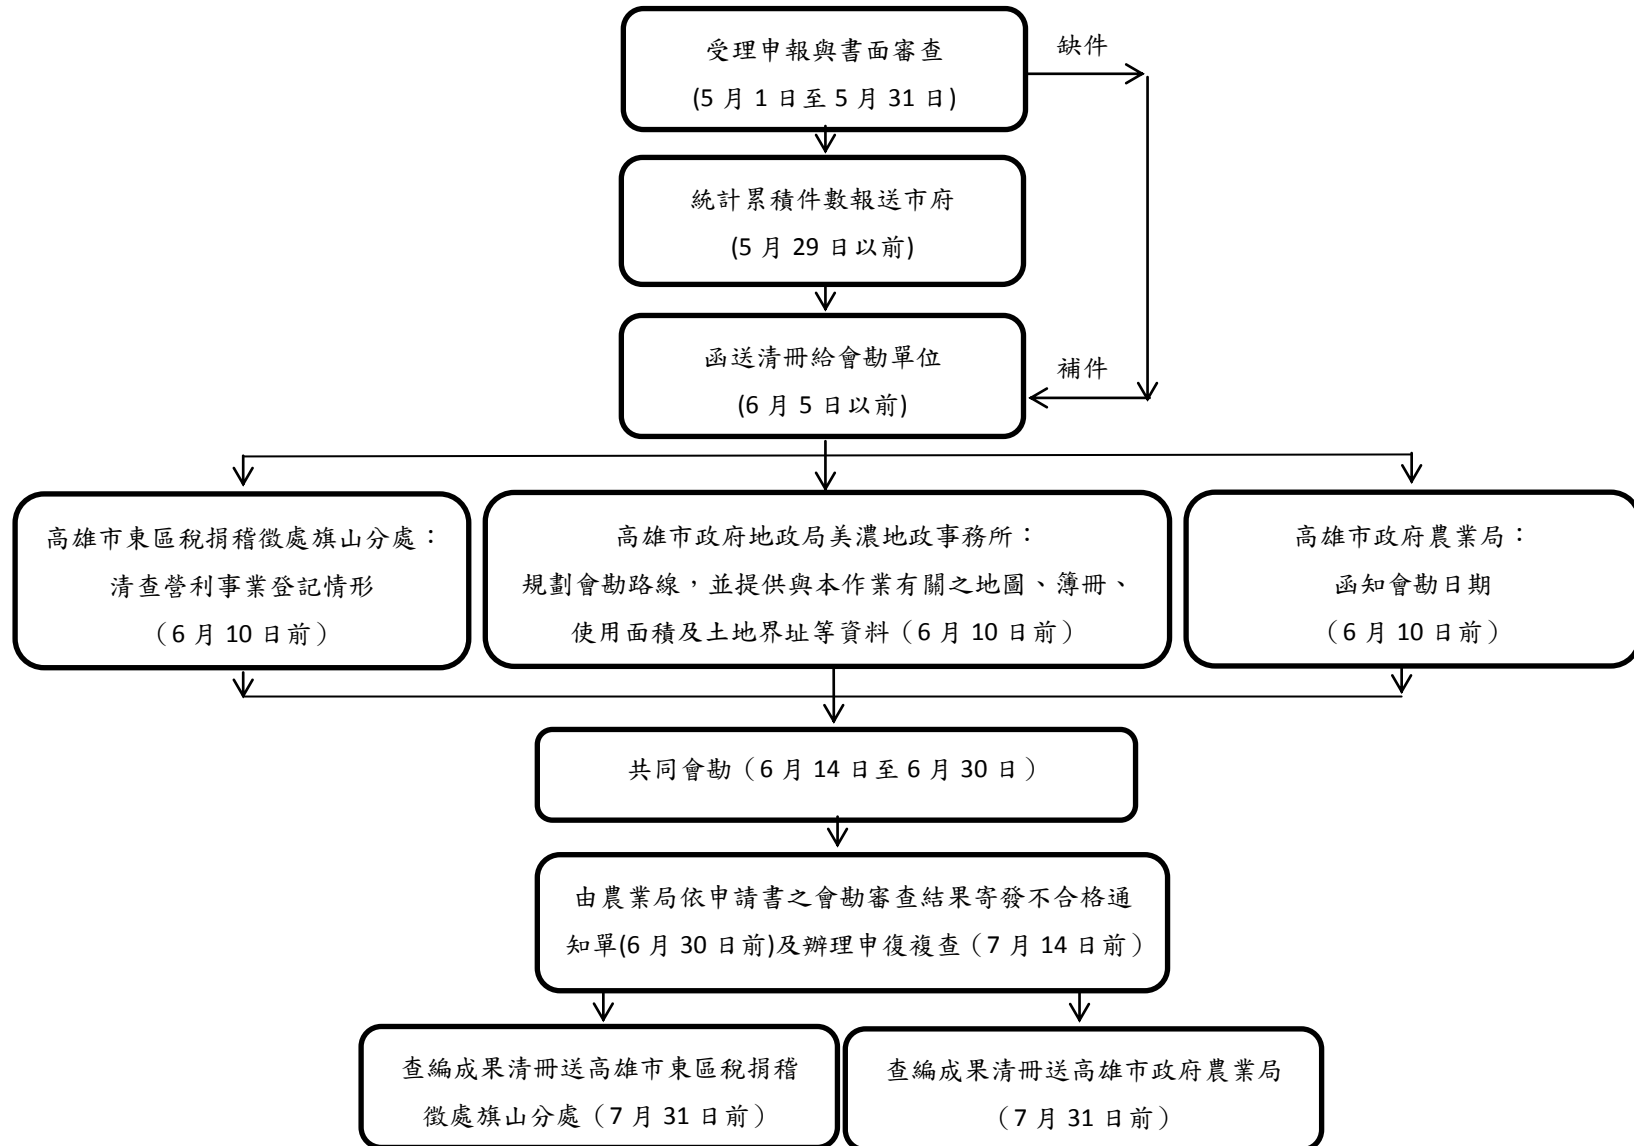 受理申報與書面審查
(5 月 1 日至 5 月 31 日)
缺件
統計累積件數報送市府
(5 月 29 日以前)
函送清冊給會勘單位
(6 月 5 日以前)
補件
高雄市東區稅捐稽徵處旗山分處：
清查營利事業登記情形
（6 月 10 日前）
高雄市政府地政局美濃地政事務所：
規劃會勘路線，並提供與本作業有關之地圖、簿冊、
使用面積及土地界址等資料（6 月 10 日前）
高雄市政府農業局：
函知會勘日期
（6 月 10 日前）
共同會勘（6 月 14 日至 6 月 30 日）
由農業局依申請書之會勘審查結果寄發不合格通
知單(6 月 30 日前)及辦理申復複查（7 月 14 日前）
查編成果清冊送高雄市東區稅捐稽
徵處旗山分處（7 月 31 日前）
查編成果清冊送高雄市政府農業局
（7 月 31 日前）